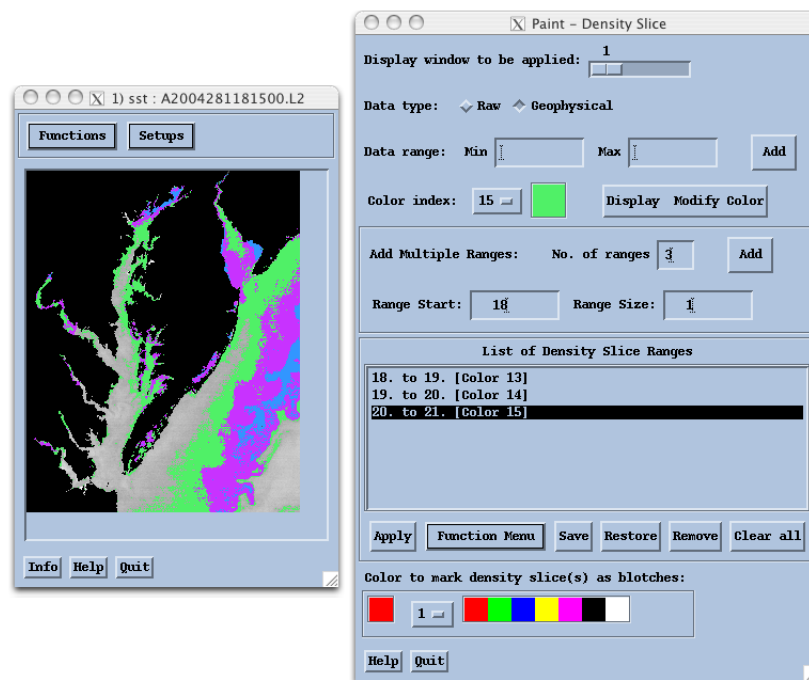 1) sst : A2004281181500.L2
Functions Setups
Info Help Quit
Paint - Density Slice
Display window to be applied: 1
Data type: Raw Geophysical
Data range: Min Max Add
Color index: 15 Display Modify Color
Add Multiple Ranges: No. of ranges 3 Add
Range Start: 18 Range Size: 1
List of Density Slice Ranges
18. to 19. [Color 13]
19. to 20. [Color 14]
20. to 21. [Color 15]
Apply Function Menu Save Restore Remove Clear all
Color to mark density slice(s) as blotches:
1
Help Quit